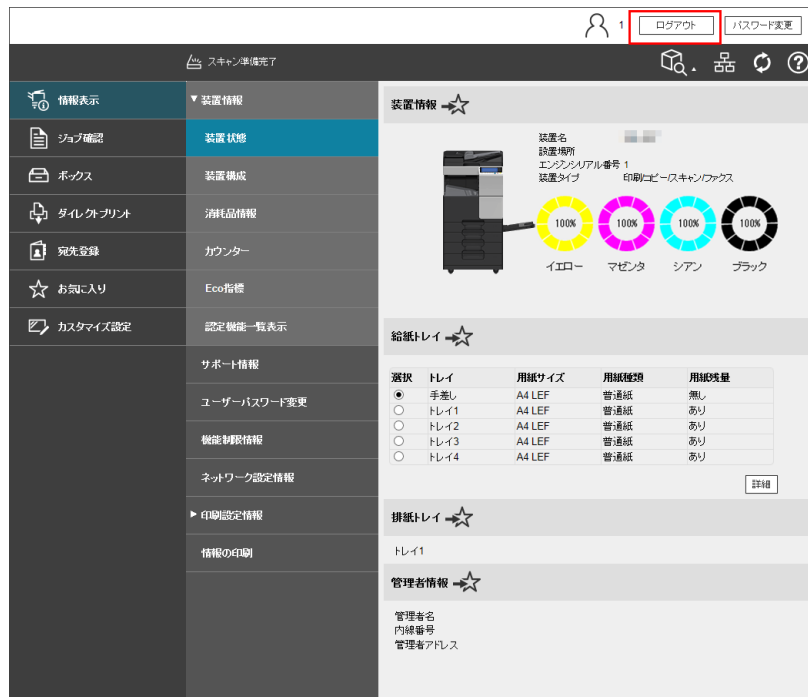 1 ログアウト パスワード変更
スキャン準備完了
情報表示
ジョブ確認
ボックス
ダイレクトプリント
宛先登録
お気に入り
カスタマイズ設定
▼ 装置情報
装置状態
装置構成
消耗品情報
カウンター
Eco指標
認定機能一覧表示
サポート情報
ユーザーパスワード変更
機能制限情報
ネットワーク設定情報
▶ 印刷設定情報
情報の印刷
装置情報
装置名
設置場所
エンジンシリアル番号 1
装置タイプ 印刷/コピー/スキャン/ファクス
100% 100% 100% 100%
イエロー マゼンタ シアン ブラック
給紙トレイ
選択 トレイ 用紙サイズ 用紙種類 用紙残量
手差し A4 LEF 普通紙 無し
トレイ1 A4 LEF 普通紙 あり
トレイ2 A4 LEF 普通紙 あり
トレイ3 A4 LEF 普通紙 あり
トレイ4 A4 LEF 普通紙 あり
詳細
排紙トレイ
トレイ1
管理者情報
管理者名
内線番号
管理者アドレス